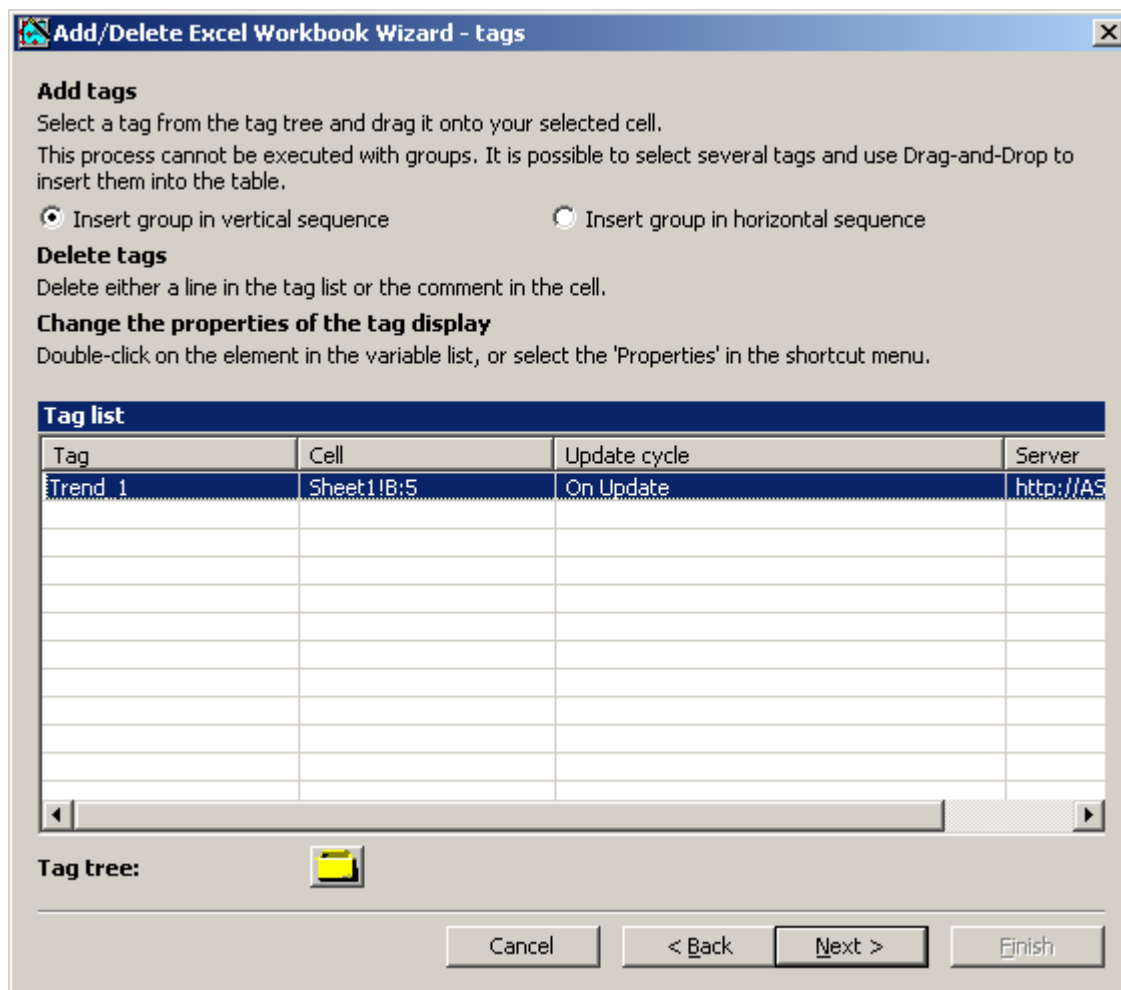 Add/Delete Excel Workbook Wizard - tags
Add tags
Select a tag from the tag tree and drag it onto your selected cell.
This process cannot be executed with groups. It is possible to select several tags and use Drag-and-Drop to
insert them into the table.
Insert group in vertical sequence Insert group in horizontal sequence
Delete tags
Delete either a line in the tag list or the comment in the cell.
Change the properties of the tag display
Double-click on the element in the variable list, or select the 'Properties' in the shortcut menu.
Tag list
Tag Cell Update cycle Server
Trend_1 Sheet1!B:5 On Update http://AS
Tag tree:
Cancel < Back Next > Finish